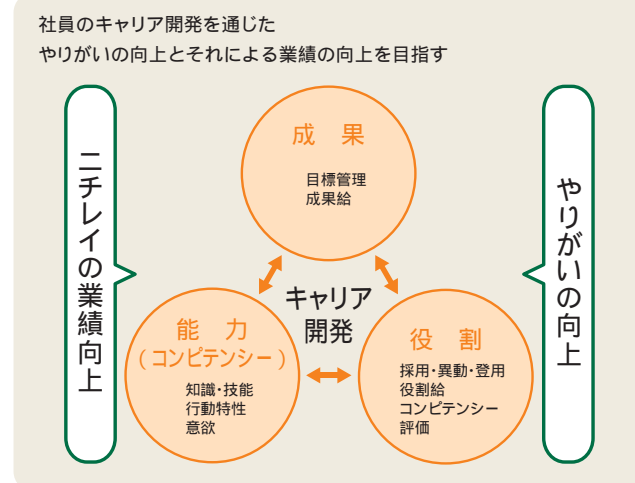 社員のキャリア開発を通じた
やりがいの向上とそれによる業績の向上を目指す
ニチレイの業績向上
成 果
目標管理
成果給
キャリア
開発
能 力
(コンピテンシー)
知識・技能
行動特性
意欲
役 割
採用・異動・登用
役割給
コンピテンシー
評価
やりがいの向上